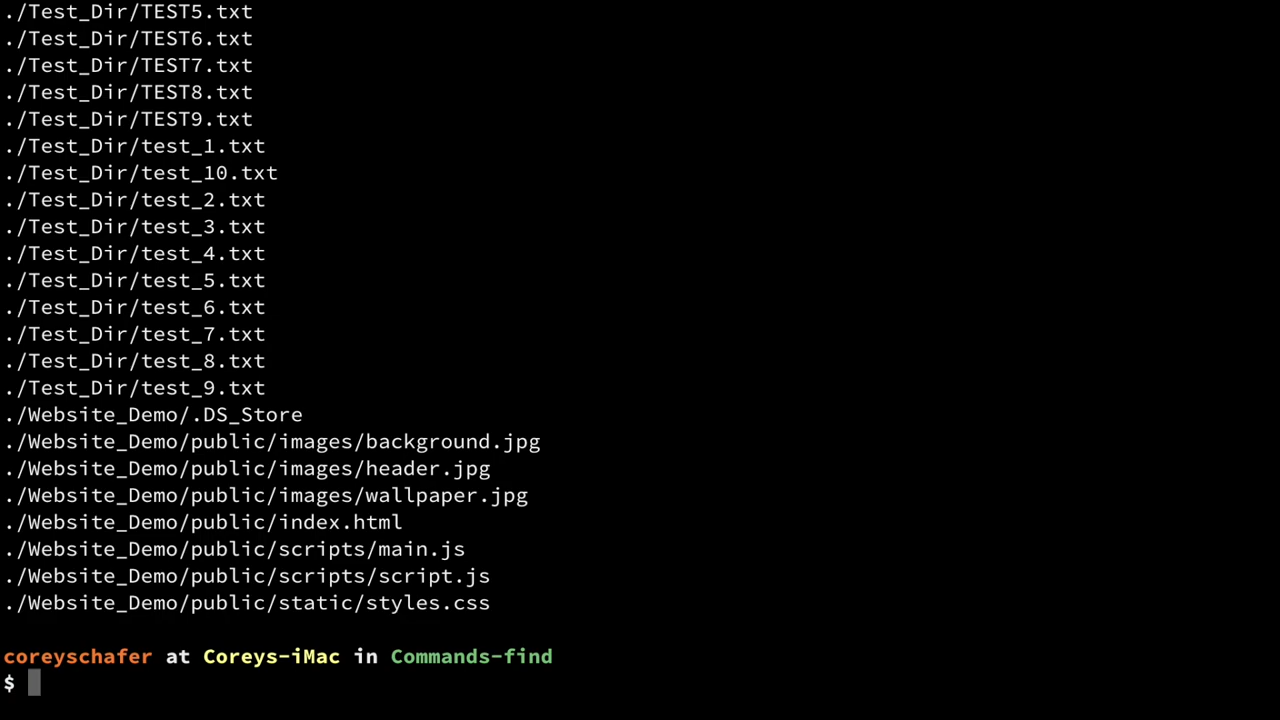 ./Test_Dir/TEST5.txt
./Test_Dir/TEST6.txt
./Test_Dir/TEST7.txt
./Test_Dir/TEST8.txt
./Test_Dir/TEST9.txt
./Test_Dir/test_1.txt
./Test_Dir/test_10.txt
./Test_Dir/test_2.txt
./Test_Dir/test_3.txt
./Test_Dir/test_4.txt
./Test_Dir/test_5.txt
./Test_Dir/test_6.txt
./Test_Dir/test_7.txt
./Test_Dir/test_8.txt
./Test_Dir/test_9.txt
./Website_Demo/.DS_Store
./Website_Demo/public/images/background.jpg
./Website_Demo/public/images/header.jpg
./Website_Demo/public/images/wallpaper.jpg
./Website_Demo/public/index.html
./Website_Demo/public/scripts/main.js
./Website_Demo/public/scripts/script.js
./Website_Demo/public/static/styles.css
coreyschafer at Coreys-iMac in Commands-find
$